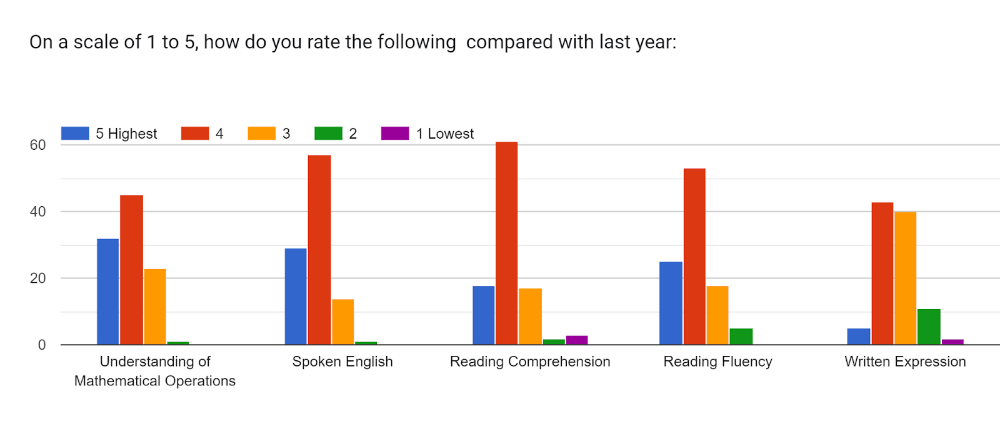 On a scale of 1 to 5, how do you rate the following  compared with last year:
5 Highest 4 3 2 1 Lowest
60
40
20
0
Understanding of
Mathematical Operations
Spoken English
Reading Comprehension
Reading Fluency
Written Expression